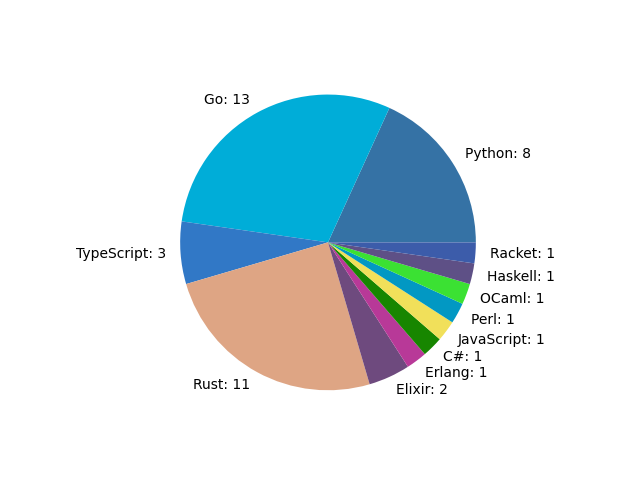 Go: 13
Python: 8
TypeScript: 3
Racket: 1
Haskell: 1
OCaml: 1
Perl: 1
JavaScript: 1
C#: 1
Erlang: 1
Rust: 11
Elixir: 2